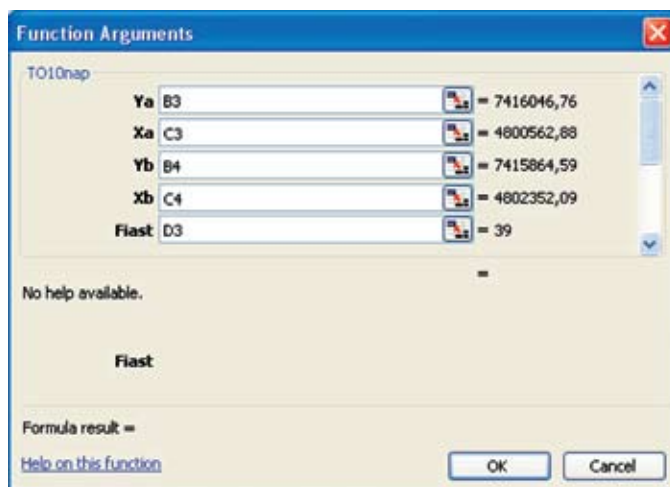 Function Arguments
TO10nap
Ya B3 = 7416046,76
Xa C3 = 4800562,88
Yb B4 = 7415864,59
Xb C4 = 4802352,09
Fiast D3 = 39
=
No help available.
Fiast
Formula result =
Help on this function OK Cancel